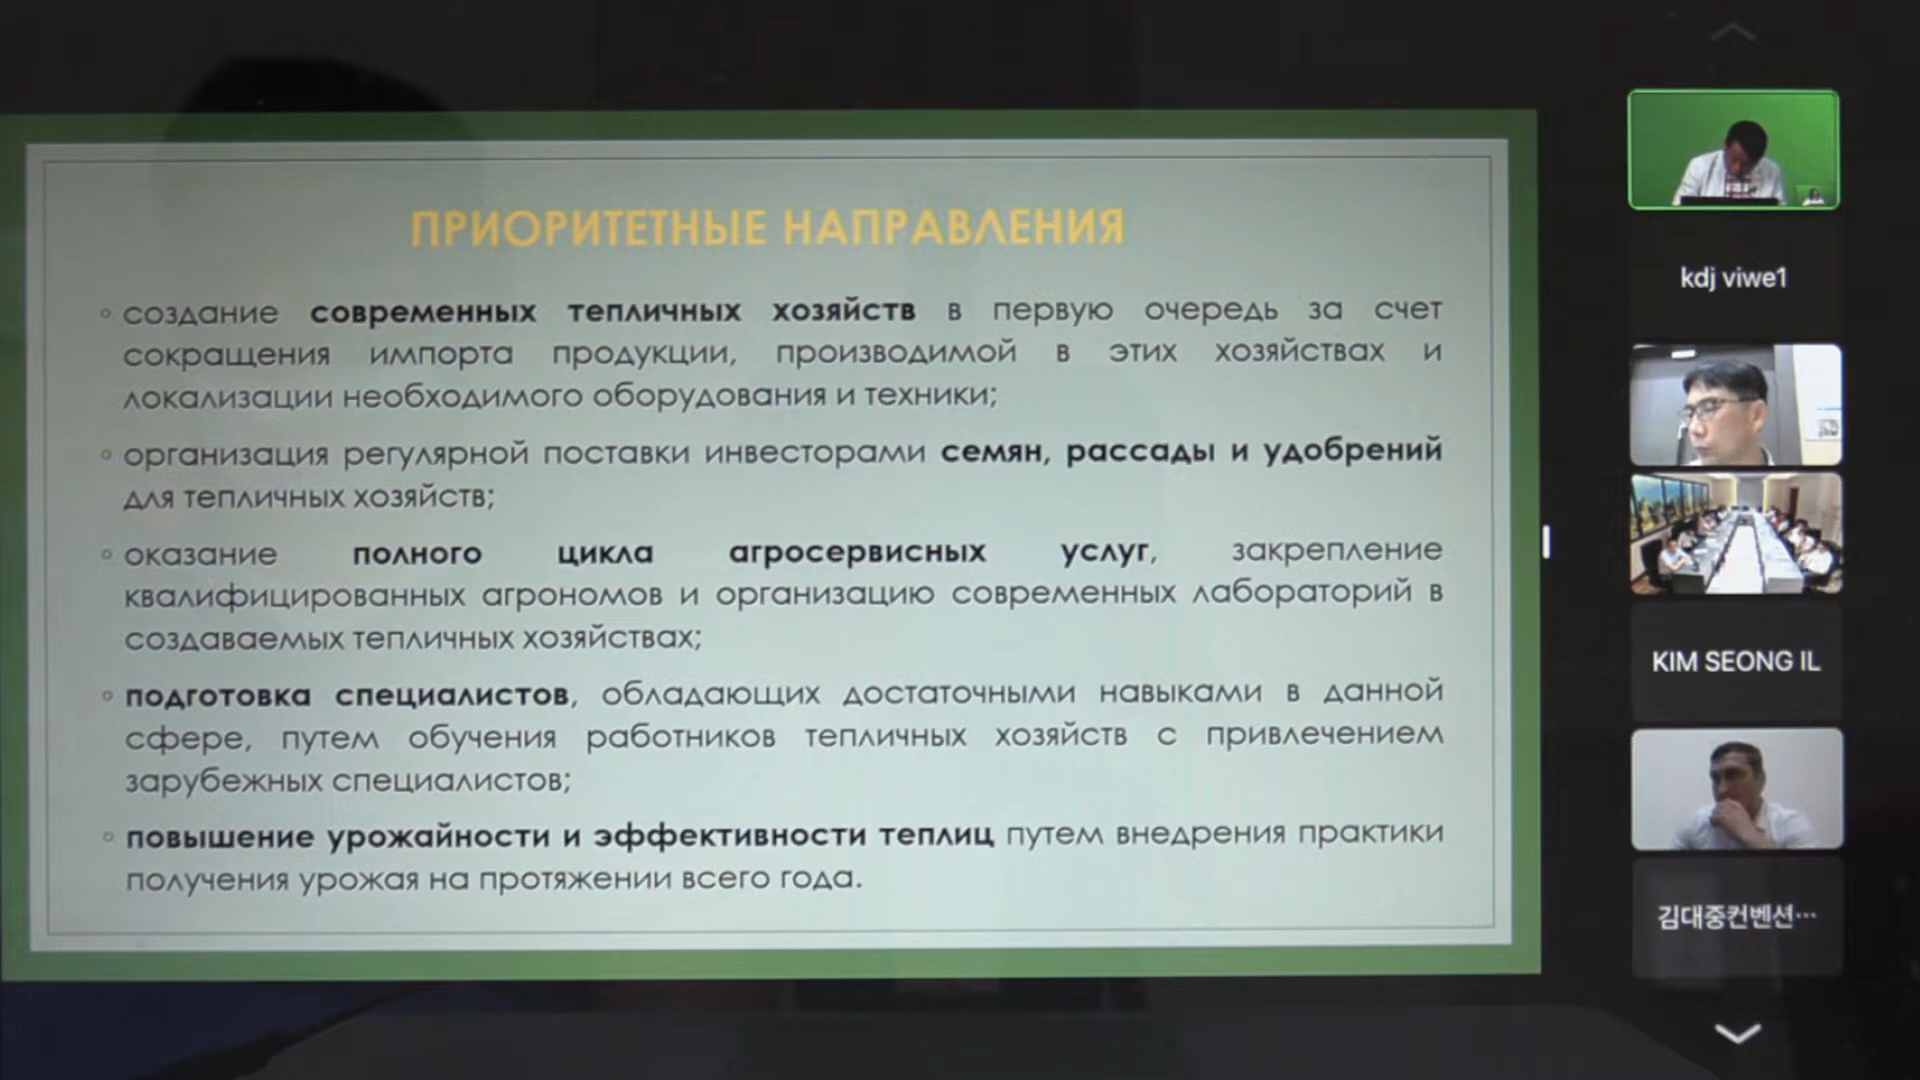 ПРИОРИТЕТНЫЕ НАПРАВЛЕНИЯ
создание современных тепличных хозяйств в первую очередь за счет
сокращения импорта продукции, производимой в этих хозяйствах и
локализации необходимого оборудования и техники;
организация регулярной поставки инвесторами семян, рассады и удобрений
для тепличных хозяйств;
оказание полного цикла агросервисных услуг, закрепление
квалифицированных агрономов и организацию современных лабораторий в
создаваемых тепличных хозяйствах;
подготовка специалистов, обладающих достаточными навыками в данной
сфере, путем обучения работников тепличных хозяйств с привлечением
зарубежных специалистов;
повышение урожайности и эффективности теплиц путем внедрения практики
получения урожая на протяжении всего года.
kdj viwe1
KIM SEONG IL
김대중컨벤션…